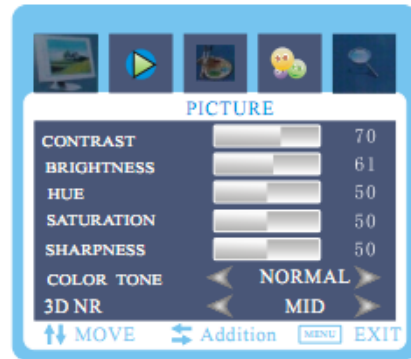 PICTURE
CONTRAST 70
BRIGHTNESS 61
HUE 50
SATURATION 50
SHARPNESS 50
COLOR TONE NORMAL
3D NR MID
MOVE Addition MENU EXIT